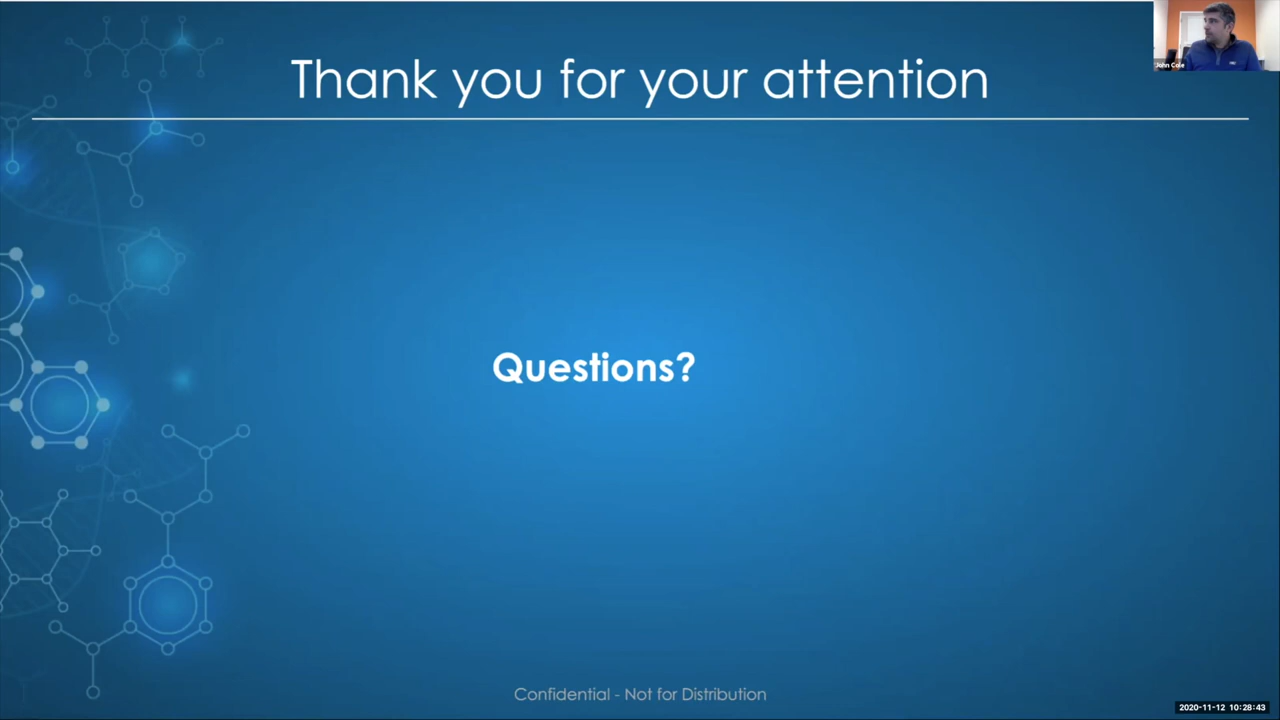 Thank you for your attention
John Cole
Questions?
Confidential - Not for Distribution
2020-11-12 10:28:43